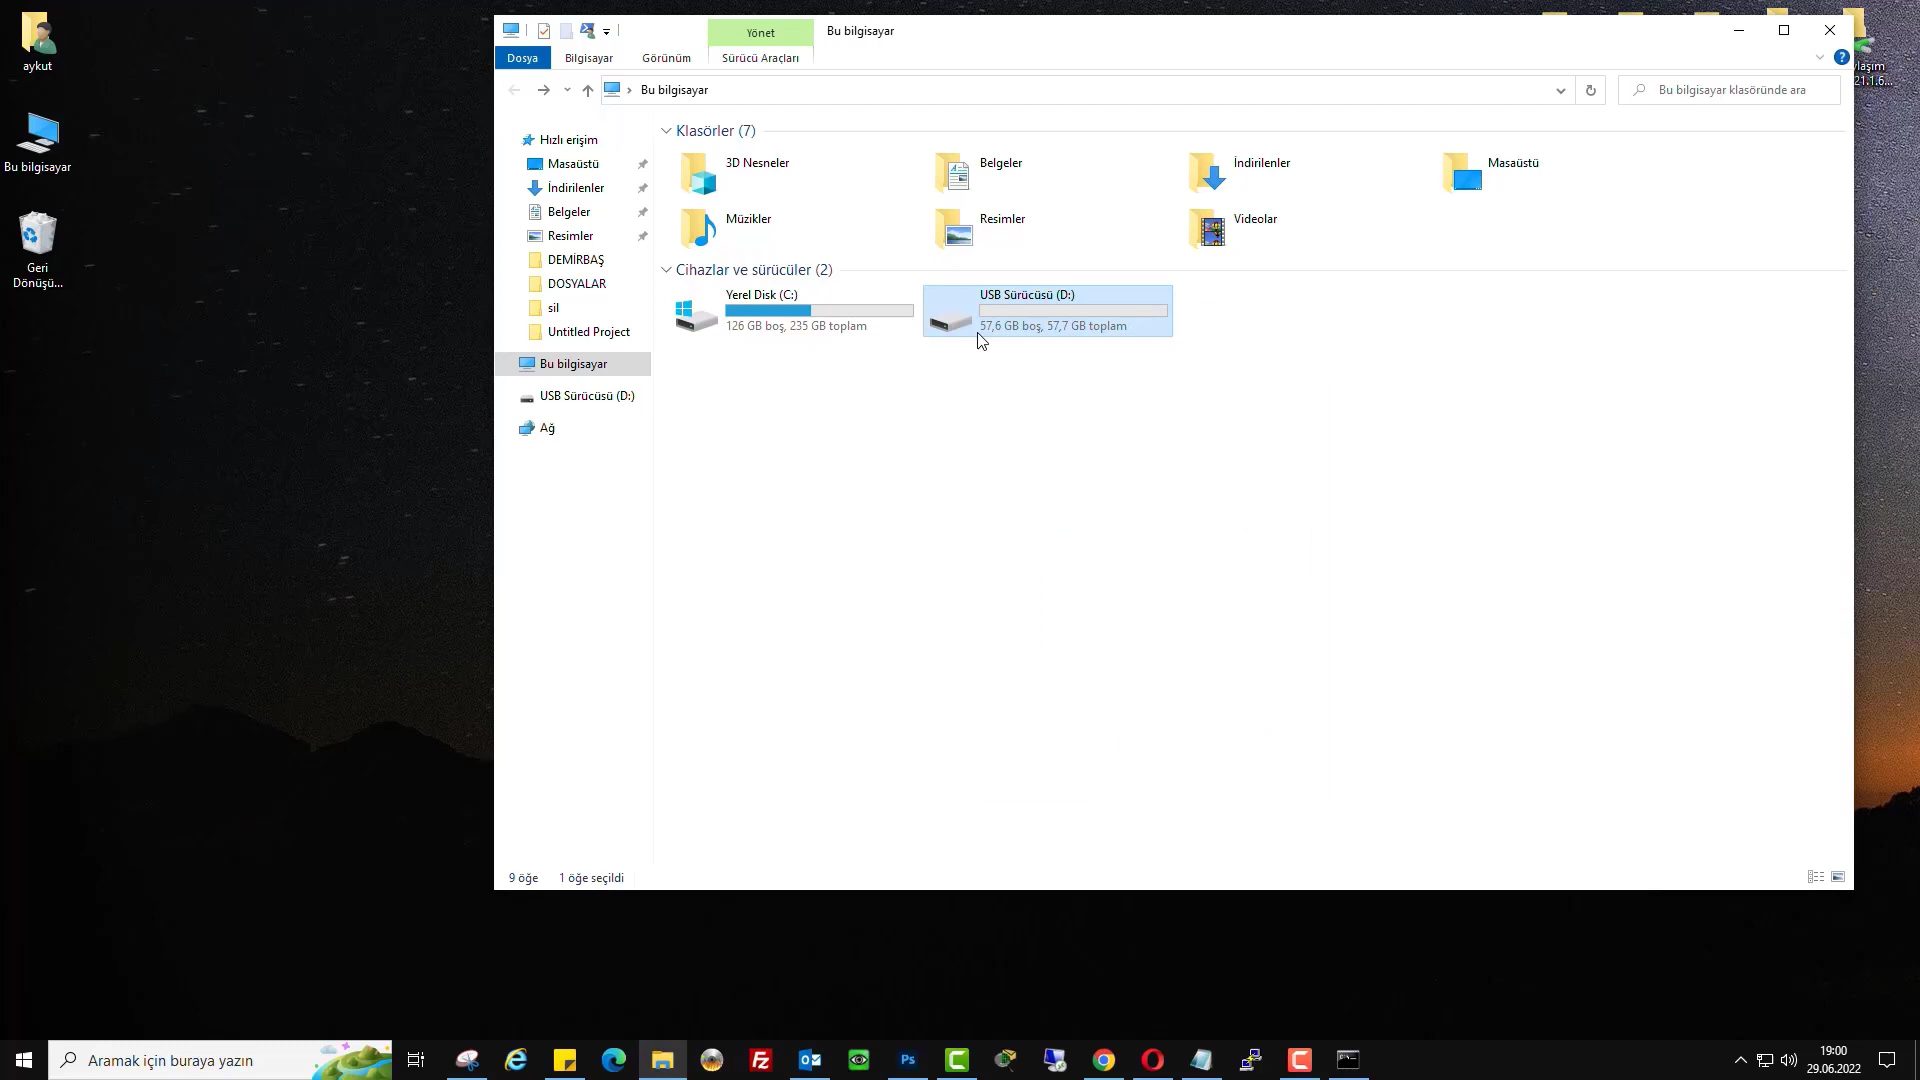 aykut
Bu bilgisayar
Geri
Dönüşü...
Yönet
Bu bilgisayar
Dosya
Bilgisayar
Görünüm
Sürücü Araçları
Bu bilgisayar
Bu bilgisayar klasöründe ara
Hızlı erişim
Masaüstü
İndirilenler
Belgeler
Resimler
DEMİRBAŞ
DOSYALAR
sil
Untitled Project
Bu bilgisayar
USB Sürücüsü (D:)
Ağ
Klasörler (7)
3D Nesneler
Belgeler
İndirilenler
Masaüstü
Müzikler
Resimler
Videolar
Cihazlar ve sürücüler (2)
Yerel Disk (C:)
126 GB boş, 235 GB toplam
USB Sürücüsü (D:)
57,6 GB boş, 57,7 GB toplam
9 öğe
1 öğe seçildi
Aramak için buraya yazın
Fz
Ps
19:00
29.06.2022